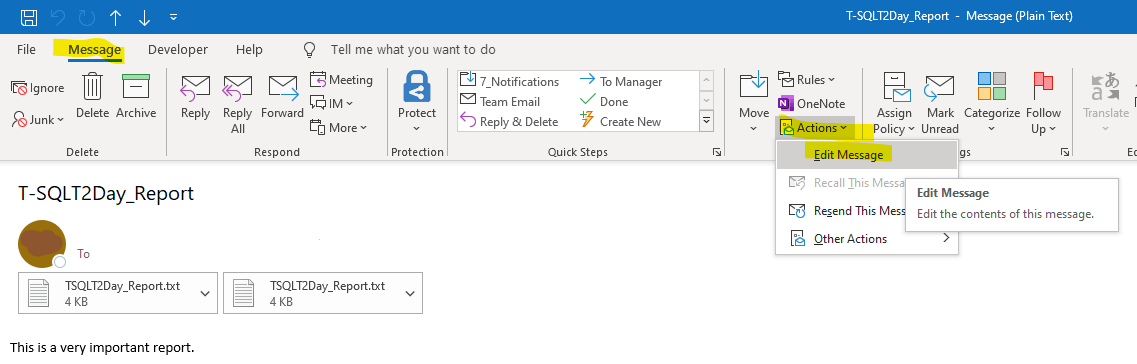 T-SQLT2Day_Report - Message (Plain Text)
File Message Developer Help Tell me what you want to do
Ignore
Junk
Delete
Archive
Delete
Reply
Reply All
Forward
Meeting
IM
More
Respond
Protect
Protection
7_Notifications
Team Email
Reply & Delete
To Manager
Done
Create New
Quick Steps
Move
Rules
OneNote
Actions
Assign Policy
Mark Unread
Categorize
Follow Up
gs
Translate
Ec
Edit Message
Recall This Messa
Resend This Mess
Other Actions
Edit Message
Edit the contents of this message.
T-SQLT2Day_Report
To
TSQLT2Day_Report.txt
4 KB
TSQLT2Day_Report.txt
4 KB
This is a very important report.